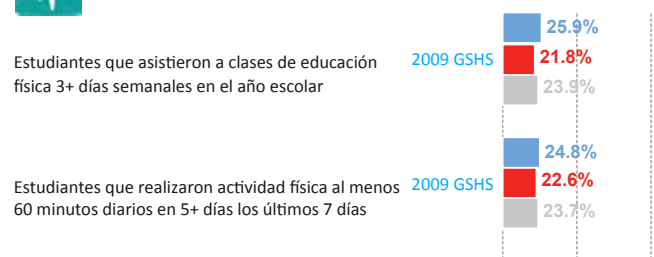 25.9%
Estudiantes que asistieron a clases de educación
física 3+ días semanales en el año escolar
2009 GSHS
21.8%
23.9%
24.8%
Estudiantes que realizaron actividad física al menos
60 minutos diarios en 5+ días los últimos 7 días
2009 GSHS
22.6%
23.7%